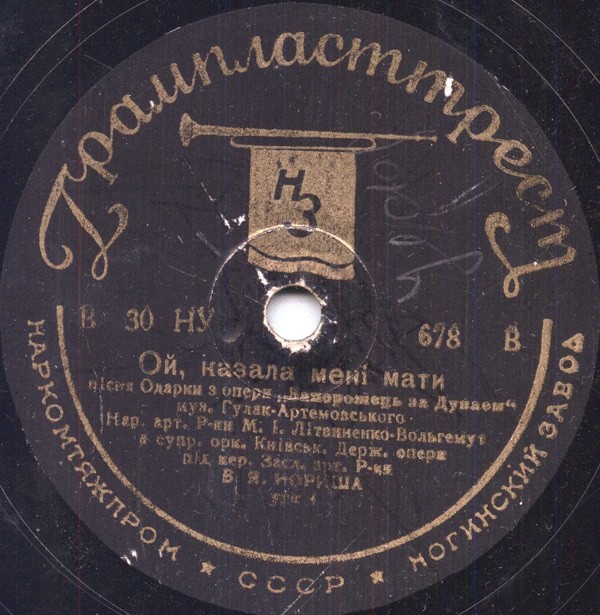 Грампласттрест
НЗ
В 30 НУ
678 В
Ой, казала мені мати
пісня Одарки з опери „Запорожець за Дунаєм“
муз. Гулак-Артемовського
Нар. арт. Р-ки М. І. Літвиненко-Вольгемут
в супр. орк. Київськ. Держ. опери
під кер. Засл. арт. Р-ки
В. Я. ЙОРИША
укр
НАРКОМТЯЖПРОМ ★ СССР ★ НОГИНСКИЙ ЗАВОД